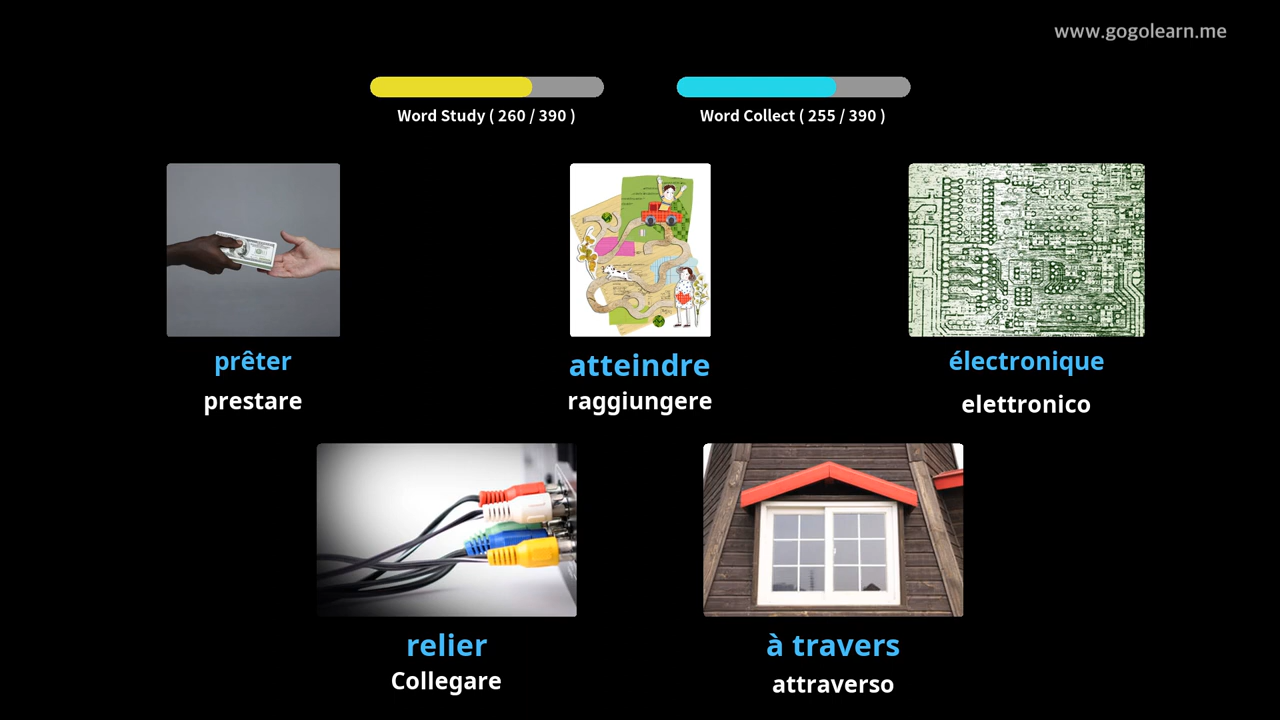 www.gogolearn.me
Word Study ( 260 / 390 )
Word Collect ( 255 / 390 )
prêter
prestare
atteindre
raggiungere
électronique
elettronico
relier
Collegare
à travers
attraverso